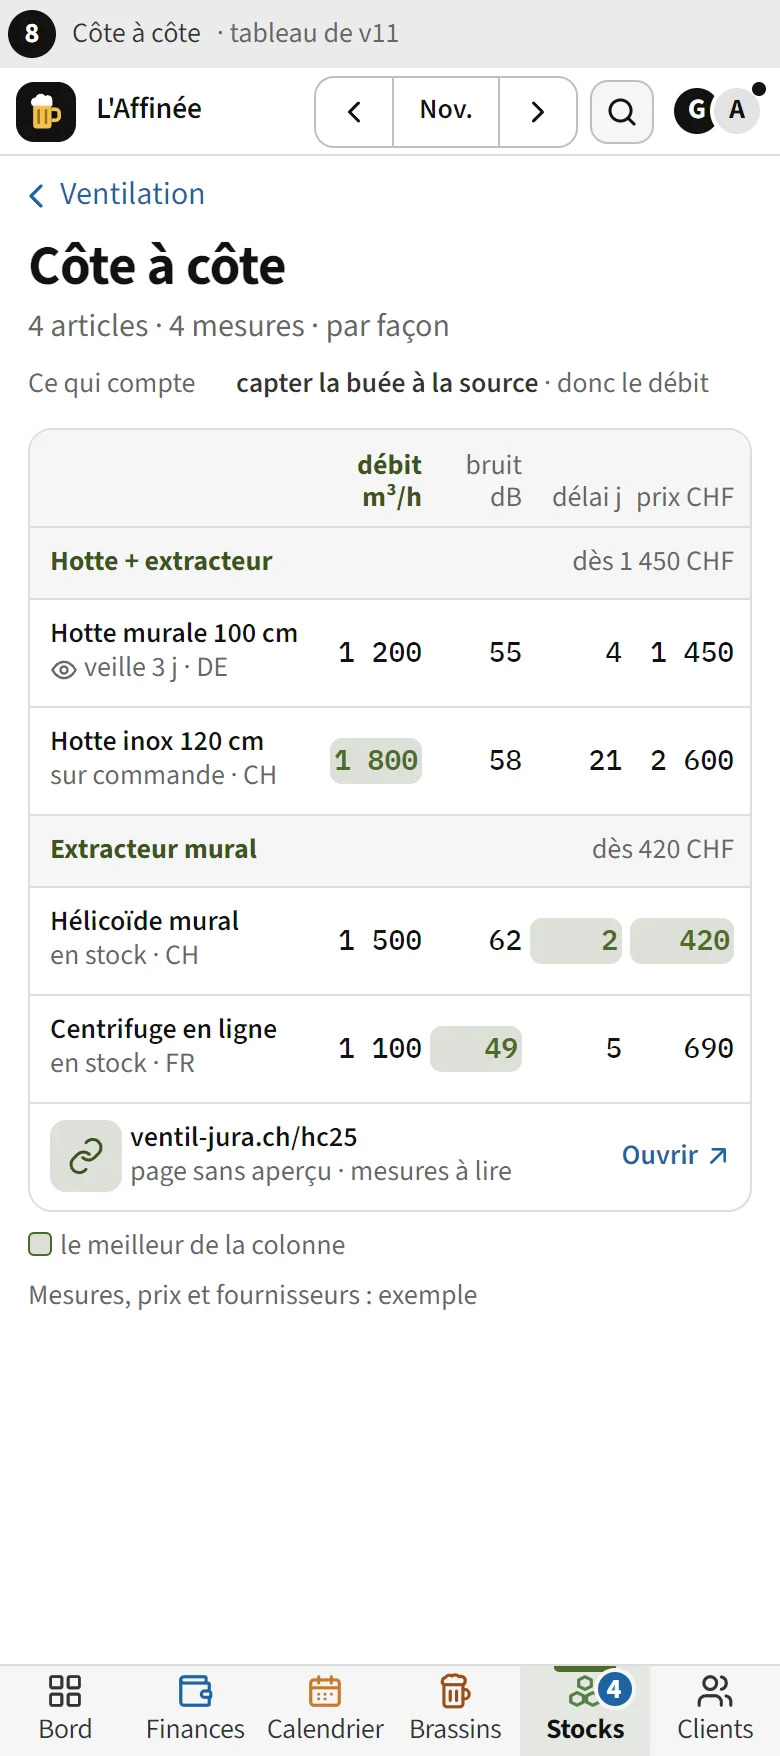 8 Côte à côte · tableau de v11
L'Affinée
Nov.
G A
Ventilation
Côte à côte
4 articles · 4 mesures · par façon
Ce qui compte capter la buée à la source · donc le débit
débit m³/h bruit dB délai j prix CHF
Hotte + extracteur dès 1 450 CHF
Hotte murale 100 cm 1 200 55 4 1 450
veille 3 j · DE
Hotte inox 120 cm 1 800 58 21 2 600
sur commande · CH
Extracteur mural dès 420 CHF
Hélicoïde mural 1 500 62 2 420
en stock · CH
Centrifuge en ligne 1 100 49 5 690
en stock · FR
ventil-jura.ch/hc25
page sans aperçu · mesures à lire
Ouvrir
le meilleur de la colonne
Mesures, prix et fournisseurs : exemple
4
Bord Finances Calendrier Brassins Stocks Clients